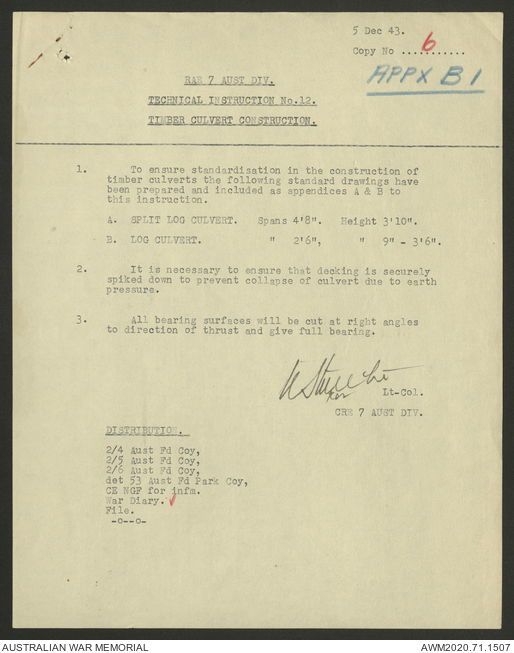 5 Dec 43.
Copy No ...6........
APPX B1
RAE 7 AUST DIV.
TECHNICAL INSTRUCTION No.12.
TIMBER CULVERT CONSTRUCTION.
1. To ensure standardisation in the construction of
timber culverts the following standard drawings have
been prepared and included as appendices A & B to
this instruction.
A. SPLIT LOG CULVERT. Spans 4'8". Height 3'10".
B. LOG CULVERT. " 2'6", " 9" - 3'6".
2. It is necessary to ensure that decking is securely
spiked down to prevent collapse of culvert due to earth
pressure.
3. All bearing surfaces will be cut at right angles
to direction of thrust and give full bearing.
Lt-Col.
CRE 7 AUST DIV.
DISTRIBUTION.
2/4 Aust Fd Coy,
2/5 Aust Fd Coy,
2/6 Aust Fd Coy,
det 53 Aust Fd Park Coy,
CE NGF for infm.
War Diary. ✓
File.
-o--o-
AUSTRALIAN WAR MEMORIAL
AWM2020.71.1507